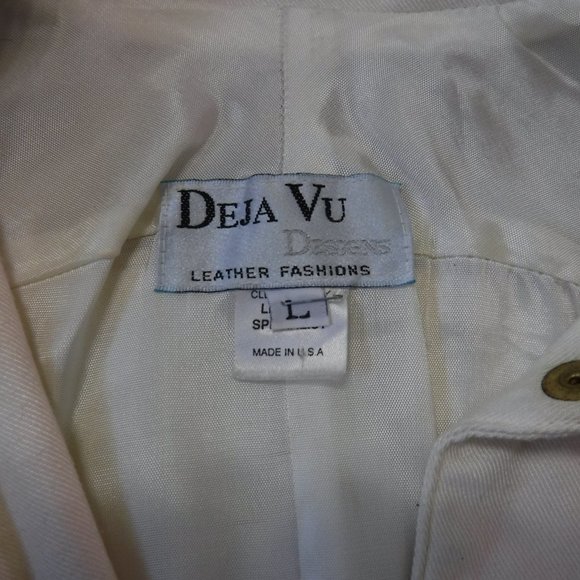 DEJA VU
DESIGNS
LEATHER FASHIONS
L
MADE IN U.S.A